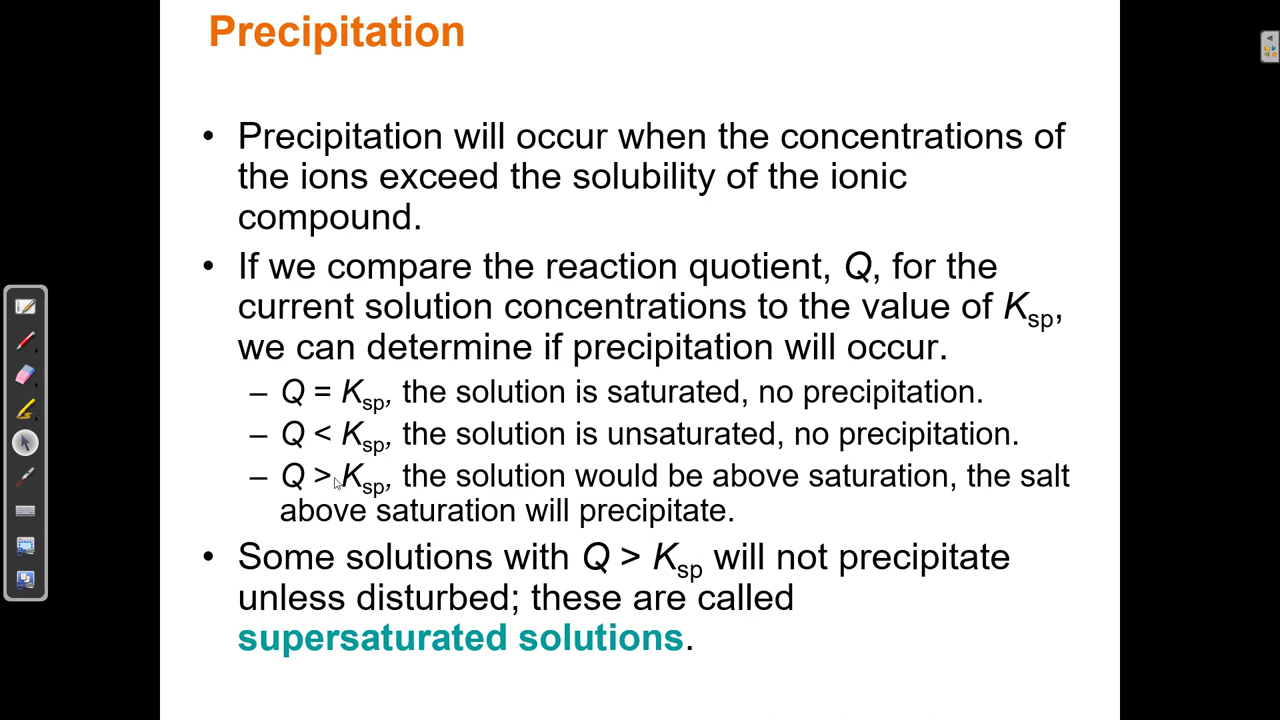 Precipitation
• Precipitation will occur when the concentrations of
the ions exceed the solubility of the ionic
compound.
• If we compare the reaction quotient, Q, for the
current solution concentrations to the value of Ksp,
we can determine if precipitation will occur.
– Q = Ksp, the solution is saturated, no precipitation.
– Q < Ksp, the solution is unsaturated, no precipitation.
– Q > Ksp, the solution would be above saturation, the salt
above saturation will precipitate.
• Some solutions with Q > Ksp will not precipitate
unless disturbed; these are called
supersaturated solutions.